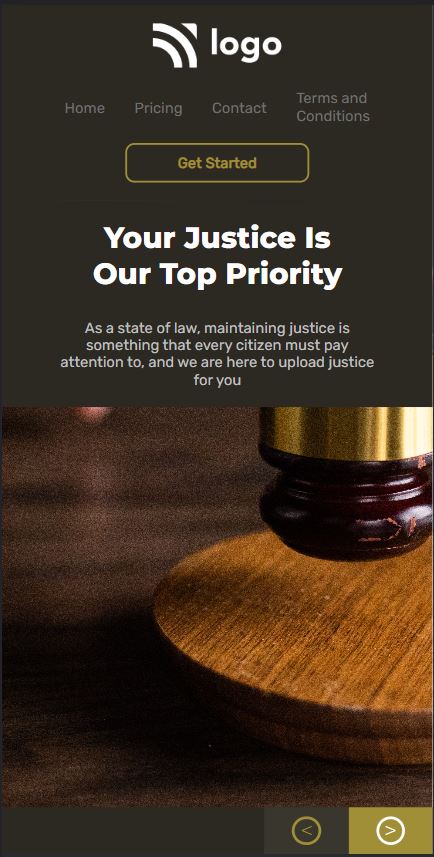 logo
Home Pricing Contact Terms and
Conditions
Get Started
Your Justice Is
Our Top Priority
As a state of law, maintaining justice is
something that every citizen must pay
attention to, and we are here to upload justice
for you
< >